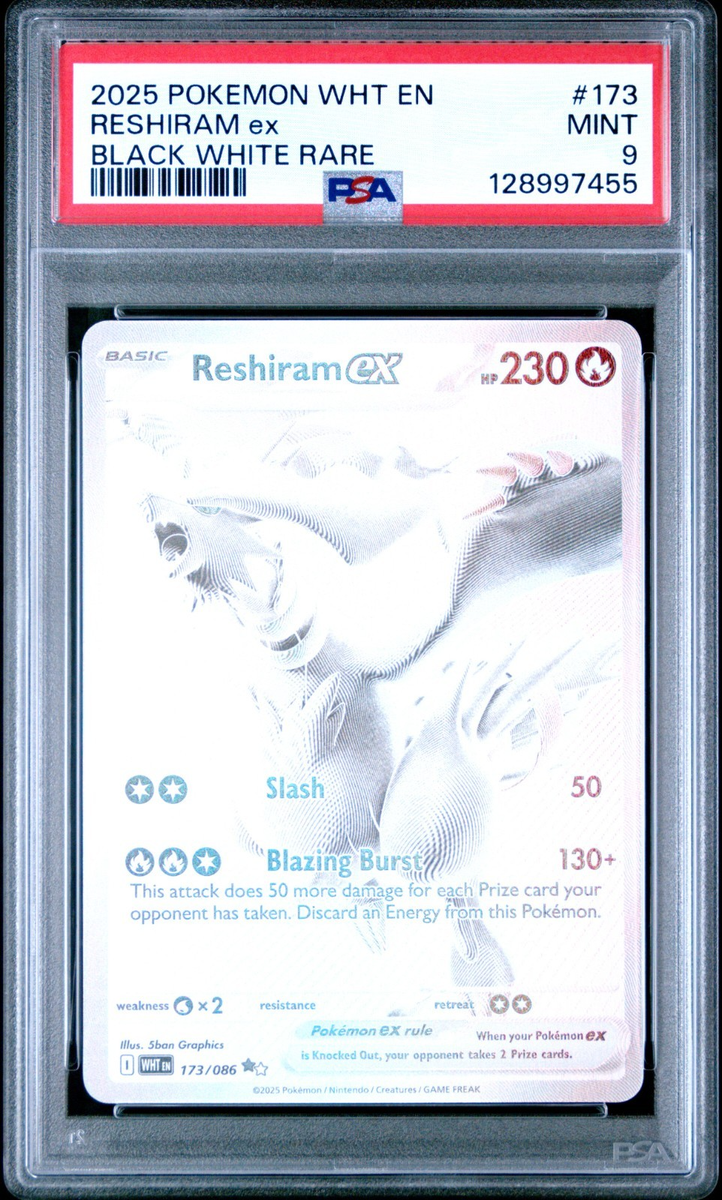 2025 POKEMON WHT EN #173
RESHIRAM ex MINT
BLACK WHITE RARE 9
PSA 128997455
BASIC Reshiram ex HP 230
Slash 50
Blazing Burst 130+
This attack does 50 more damage for each Prize card your
opponent has taken. Discard an Energy from this Pokémon.
weakness ×2 resistance retreat
Pokémon ex rule When your Pokémon ex
is Knocked Out, your opponent takes 2 Prize cards.
Illus. 5ban Graphics
I WHT EN 173/086
©2025 Pokémon / Nintendo / Creatures / GAME FREAK
PSA